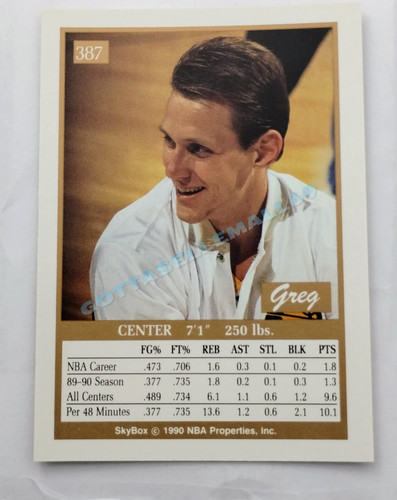 387
GOTTASELLEMALL46
Greg
CENTER 7'1" 250 lbs.
FG% FT% REB AST STL BLK PTS
NBA Career .473 .706 1.6 0.3 0.1 0.2 1.8
89-90 Season .377 .735 1.8 0.2 0.1 0.3 1.3
All Centers .489 .734 6.1 1.1 0.6 1.2 9.6
Per 48 Minutes .377 .735 13.6 1.2 0.6 2.1 10.1
SkyBox © 1990 NBA Properties, Inc.